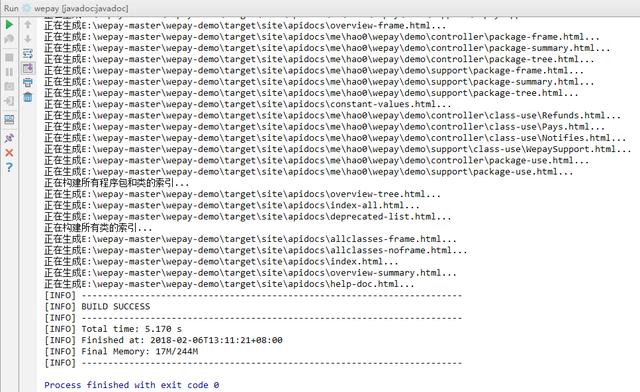 Run wepay [javadoc:javadoc]
正在生成E:\wepay-master\wepay-demo\target\site\apidocs\overview-frame.html...
正在生成E:\wepay-master\wepay-demo\target\site\apidocs\me\hao0\wepay\demo\controller\package-frame.html...
正在生成E:\wepay-master\wepay-demo\target\site\apidocs\me\hao0\wepay\demo\controller\package-summary.html...
正在生成E:\wepay-master\wepay-demo\target\site\apidocs\me\hao0\wepay\demo\controller\package-tree.html...
正在生成E:\wepay-master\wepay-demo\target\site\apidocs\me\hao0\wepay\demo\support\package-frame.html...
正在生成E:\wepay-master\wepay-demo\target\site\apidocs\me\hao0\wepay\demo\support\package-summary.html...
正在生成E:\wepay-master\wepay-demo\target\site\apidocs\me\hao0\wepay\demo\support\package-tree.html...
正在生成E:\wepay-master\wepay-demo\target\site\apidocs\constant-values.html...
正在生成E:\wepay-master\wepay-demo\target\site\apidocs\me\hao0\wepay\demo\controller\class-use\Refunds.html...
正在生成E:\wepay-master\wepay-demo\target\site\apidocs\me\hao0\wepay\demo\controller\class-use\Pays.html...
正在生成E:\wepay-master\wepay-demo\target\site\apidocs\me\hao0\wepay\demo\controller\class-use\Notifies.html...
正在生成E:\wepay-master\wepay-demo\target\site\apidocs\me\hao0\wepay\demo\support\class-use\WepaySupport.html...
正在生成E:\wepay-master\wepay-demo\target\site\apidocs\me\hao0\wepay\demo\controller\package-use.html...
正在生成E:\wepay-master\wepay-demo\target\site\apidocs\me\hao0\wepay\demo\support\package-use.html...
正在构建所有程序包和类的索引...
正在生成E:\wepay-master\wepay-demo\target\site\apidocs\overview-tree.html...
正在生成E:\wepay-master\wepay-demo\target\site\apidocs\index-all.html...
正在生成E:\wepay-master\wepay-demo\target\site\apidocs\deprecated-list.html...
正在构建所有类的索引...
正在生成E:\wepay-master\wepay-demo\target\site\apidocs\allclasses-frame.html...
正在生成E:\wepay-master\wepay-demo\target\site\apidocs\allclasses-noframe.html...
正在生成E:\wepay-master\wepay-demo\target\site\apidocs\index.html...
正在生成E:\wepay-master\wepay-demo\target\site\apidocs\overview-summary.html...
正在生成E:\wepay-master\wepay-demo\target\site\apidocs\help-doc.html...
[INFO] ------------------------------------------------------------------------
[INFO] BUILD SUCCESS
[INFO] ------------------------------------------------------------------------
[INFO] Total time: 5.170 s
[INFO] Finished at: 2018-02-06T13:11:21+08:00
[INFO] Final Memory: 17M/244M
[INFO] ------------------------------------------------------------------------
Process finished with exit code 0